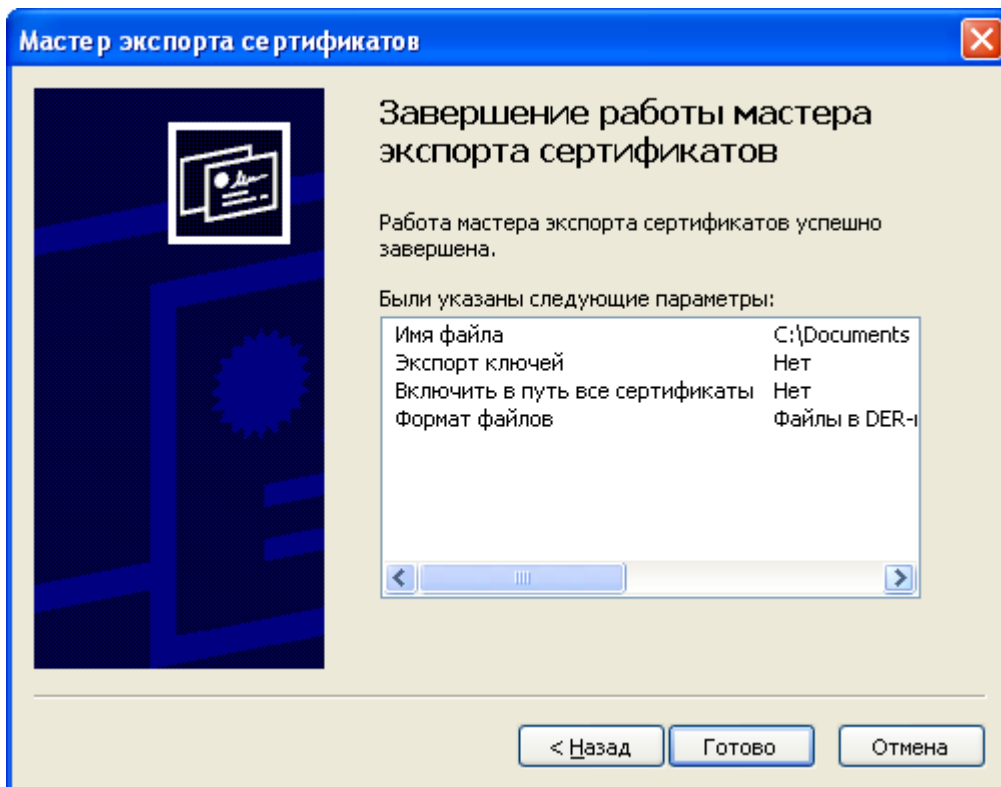 Мастер экспорта сертификатов
Завершение работы мастера
экспорта сертификатов
Работа мастера экспорта сертификатов успешно
завершена.
Были указаны следующие параметры:
Имя файла C:\Documents
Экспорт ключей Нет
Включить в путь все сертификаты Нет
Формат файлов Файлы в DER-
< Назад Готово Отмена